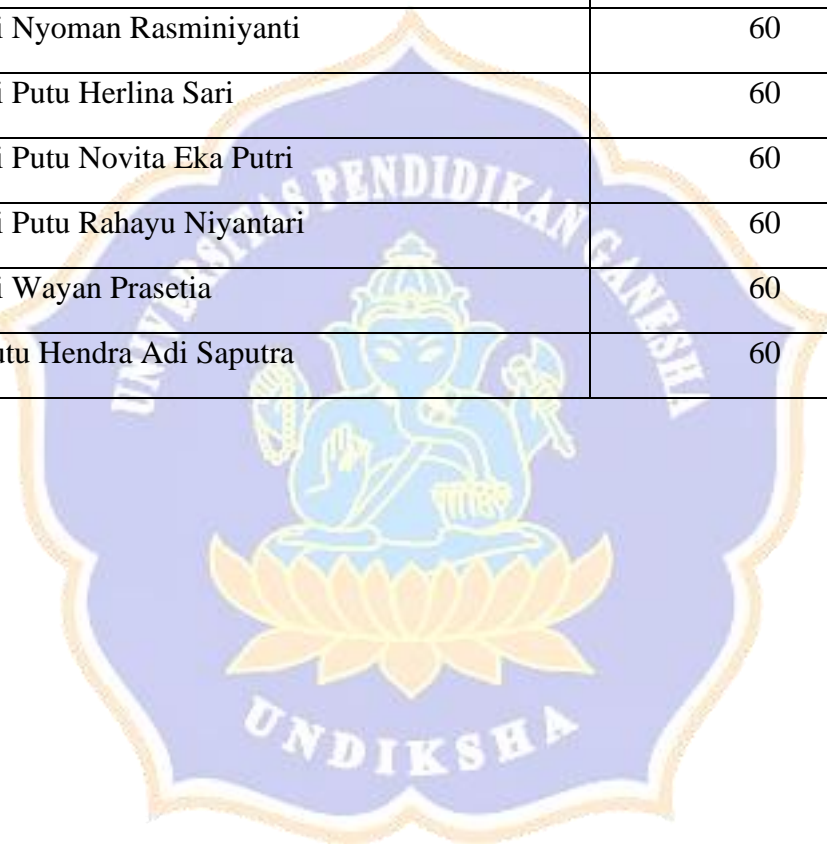 i Nyoman Rasminiyanti 60
i Putu Herlina Sari 60
i Putu Novita Eka Putri 60
i Putu Rahayu Niyantari 60
i Wayan Prasetia 60
utu Hendra Adi Saputra 60
UNIVERSITAS PENDIDIKAN GANESHA
UNDIKSHA